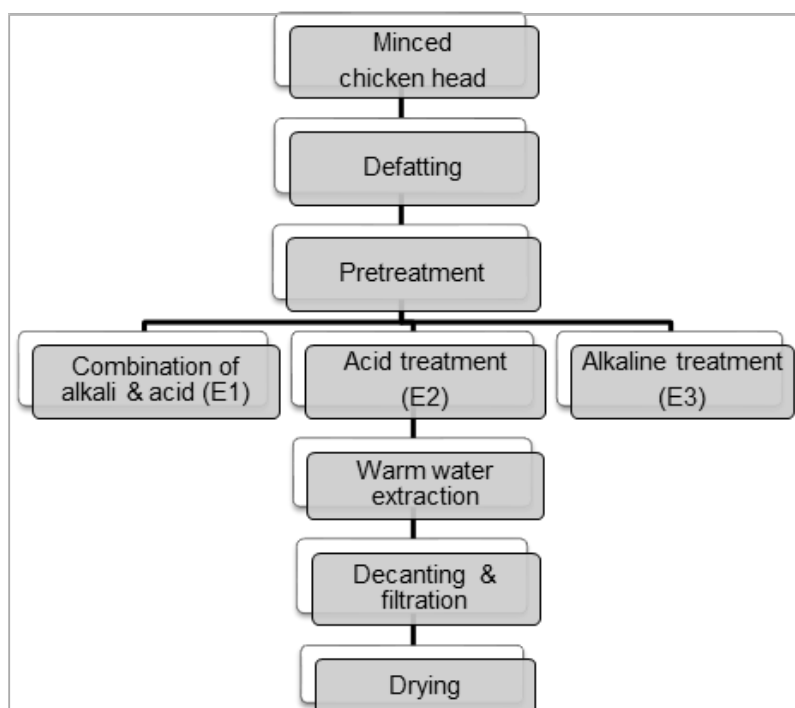 Minced
chicken head
Defatting
Pretreatment
Combination of
alkali & acid (E1)
Acid treatment
(E2)
Alkaline treatment
(E3)
Warm water
extraction
Decanting &
filtration
Drying